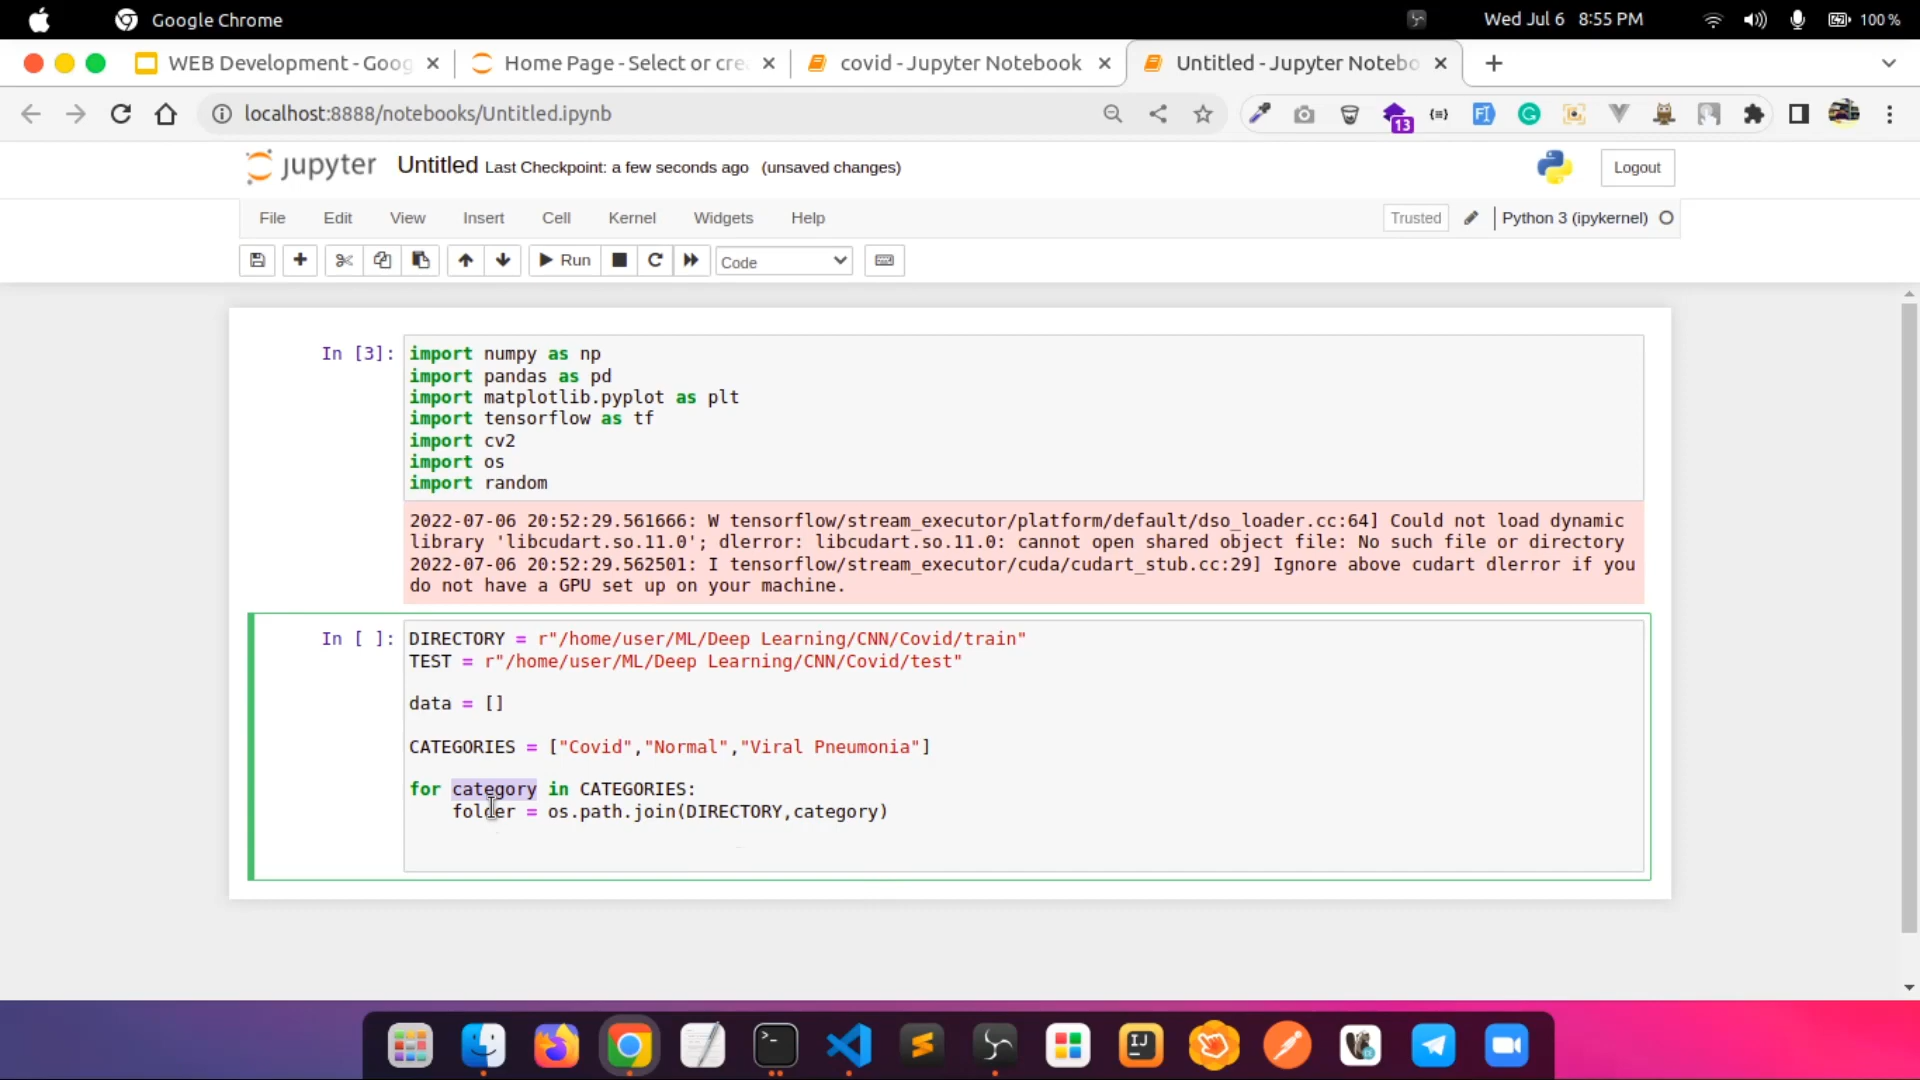 Google Chrome
Wed Jul 6 8:55 PM
100 %
WEB Development - Goog
Home Page - Select or cre
covid - Jupyter Notebook
Untitled - Jupyter Notebo
localhost:8888/notebooks/Untitled.ipynb
13
jupyter
Untitled Last Checkpoint: a few seconds ago (unsaved changes)
Logout
File Edit View Insert Cell Kernel Widgets Help
Trusted
Python 3 (ipykernel)
Run
Code
In [3]:
import numpy as np
import pandas as pd
import matplotlib.pyplot as plt
import tensorflow as tf
import cv2
import os
import random
2022-07-06 20:52:29.561666: W tensorflow/stream_executor/platform/default/dso_loader.cc:64] Could not load dynamic
library 'libcudart.so.11.0'; dlerror: libcudart.so.11.0: cannot open shared object file: No such file or directory
2022-07-06 20:52:29.562501: I tensorflow/stream_executor/cuda/cudart_stub.cc:29] Ignore above cudart dlerror if you
do not have a GPU set up on your machine.
In [ ]:
DIRECTORY = r"/home/user/ML/Deep Learning/CNN/Covid/train"
TEST = r"/home/user/ML/Deep Learning/CNN/Covid/test"
data = []
CATEGORIES = ["Covid","Normal","Viral Pneumonia"]
for category in CATEGORIES:
folder = os.path.join(DIRECTORY,category)